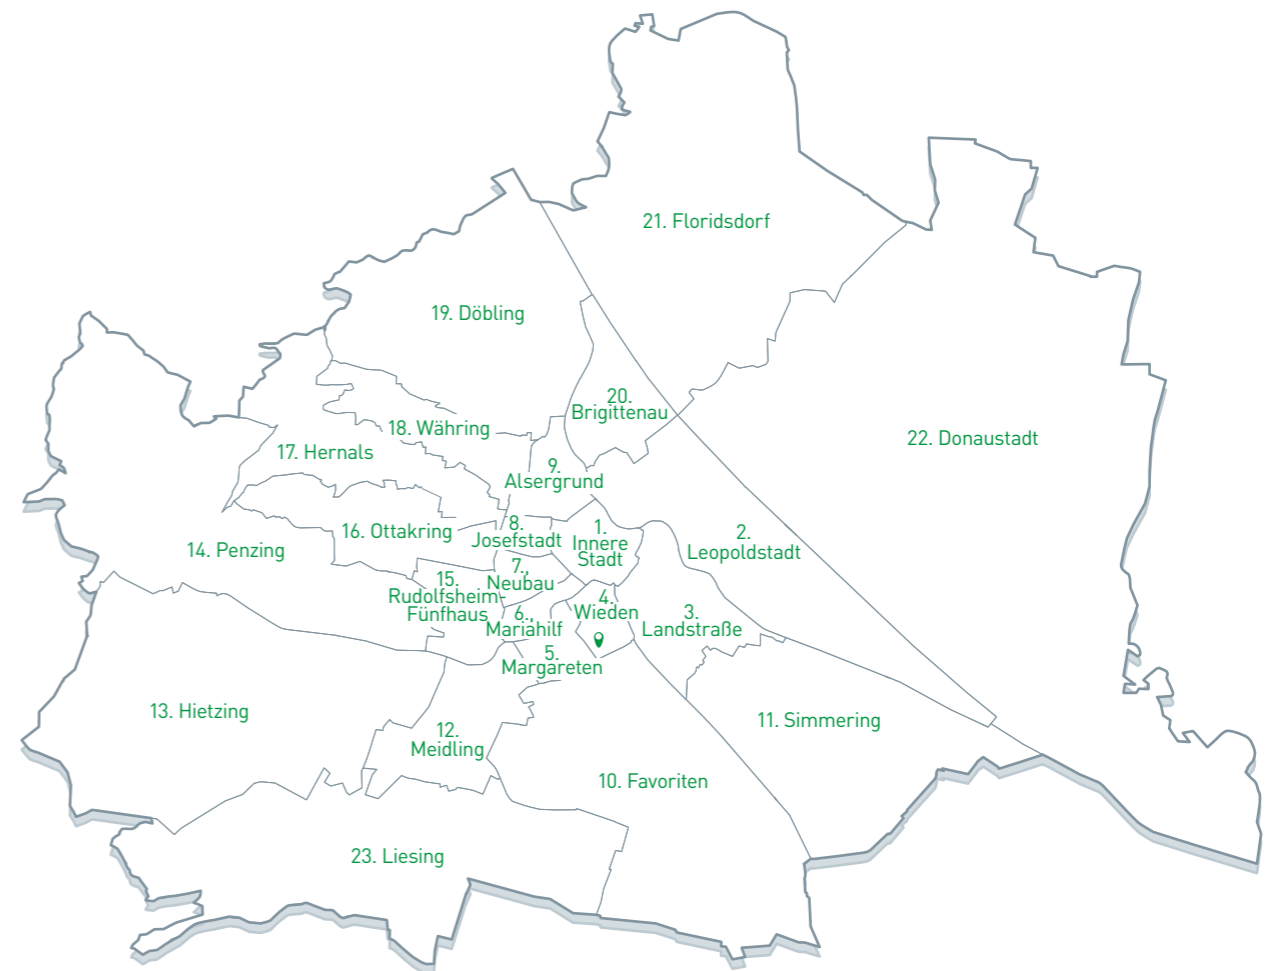 21. Floridsdorf
19. Döbling
20.
Brigittenau
18. Währing
22. Donaustadt
17. Hernals
9.
Alsergrund
16. Ottakring
8.
Josefstadt
1.
Innere
Stadt
2.
Leopoldstadt
14. Penzing
7.,
Neubau
15.
Rudolfsheim-
Fünfhaus
4.
Wieden
6.,
Mariahilf
3.
Landstraße
5.
Margareten
13. Hietzing
11. Simmering
12.
Meidling
10. Favoriten
23. Liesing